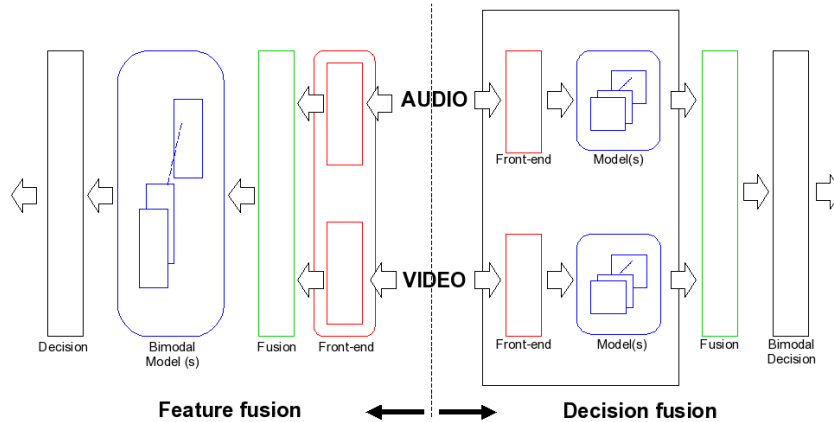 AUDIO
Front-end
Model(s)
VIDEO
Decision
Bimodal
Model (s)
Fusion
Front-end
Front-end
Model(s)
Fusion
Bimodal
Decision
Feature fusion
Decision fusion